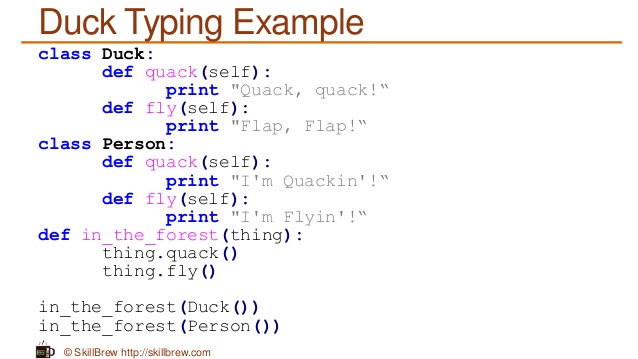 Duck Typing Example
class Duck:
def quack(self):
print "Quack, quack!“
def fly(self):
print "Flap, Flap!“
class Person:
def quack(self):
print "I'm Quackin'!“
def fly(self):
print "I'm Flyin'!“
def in_the_forest(thing):
thing.quack()
thing.fly()
in_the_forest(Duck())
in_the_forest(Person())
© SkillBrew http://skillbrew.com